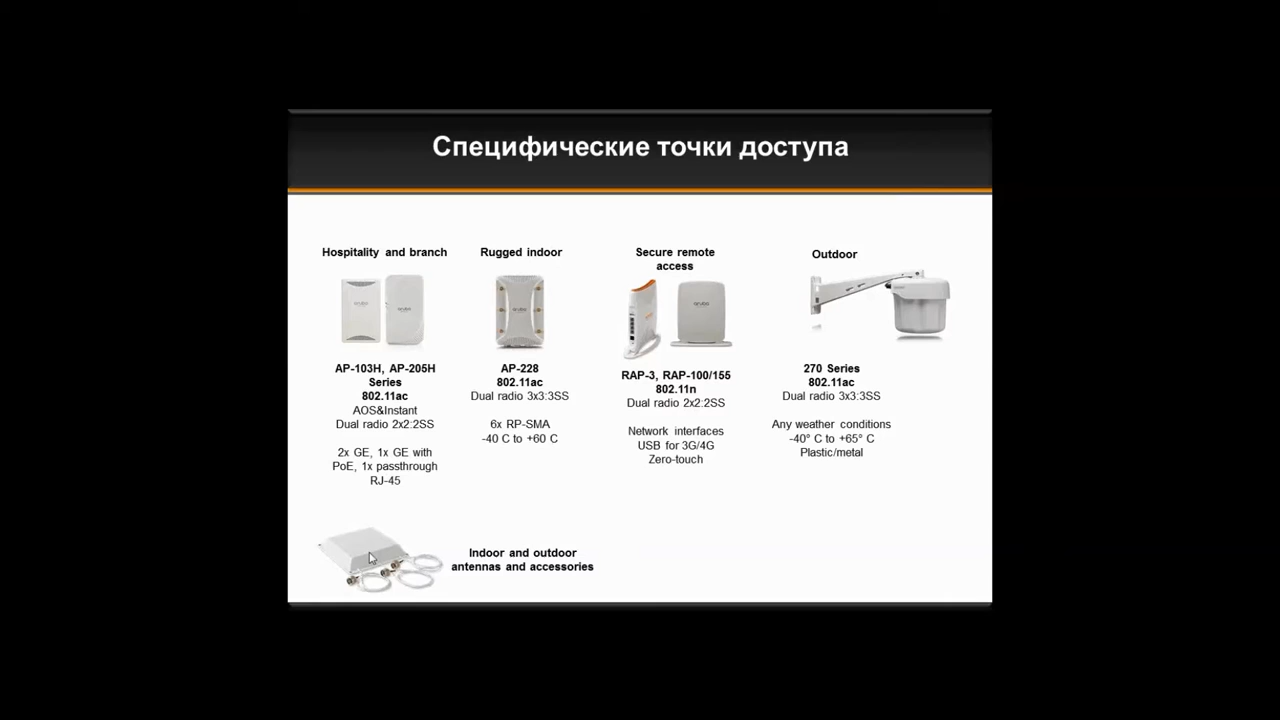 Специфические точки доступа
Hospitality and branch
AP-103H, AP-205H
Series
802.11ac
AOS&Instant
Dual radio 2x2:2SS
2x GE, 1x GE with
PoE, 1x passthrough
RJ-45
Rugged indoor
AP-228
802.11ac
Dual radio 3x3:3SS
6x RP-SMA
-40 C to +60 C
Secure remote
access
RAP-3, RAP-100/155
802.11n
Dual radio 2x2:2SS
Network interfaces
USB for 3G/4G
Zero-touch
Outdoor
270 Series
802.11ac
Dual radio 3x3:3SS
Any weather conditions
-40° C to +65° C
Plastic/metal
Indoor and outdoor
antennas and accessories